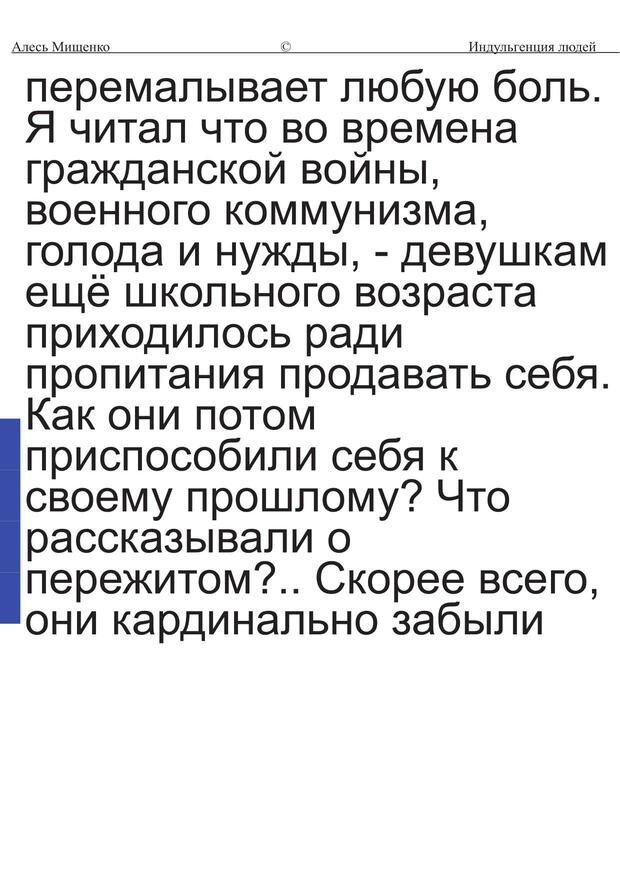 Алесь Мищенко © Индульгенция людей
перемалывает любую боль.
Я читал что во времена
гражданской войны,
военного коммунизма,
голода и нужды, - девушкам
ещё школьного возраста
приходилось ради
пропитания продавать себя.
Как они потом
приспособили себя к
своему прошлому? Что
рассказывали о
пережитом?.. Скорее всего,
они кардинально забыли